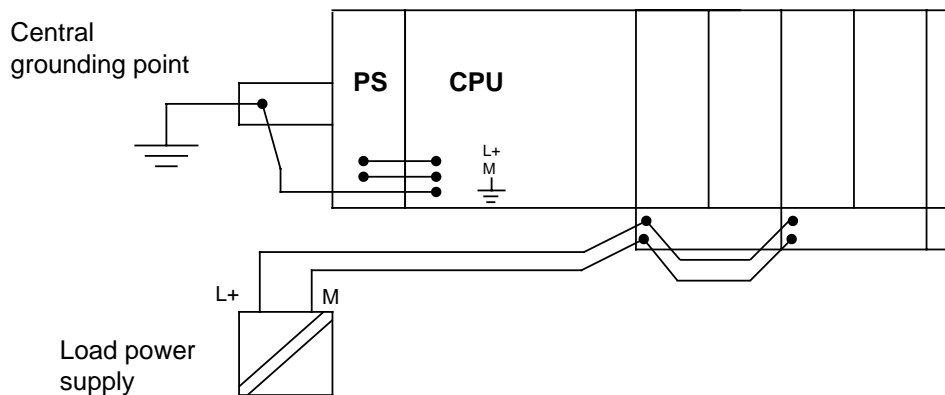 Central
grounding point
PS
CPU
L+
M
L+
M
Load power
supply